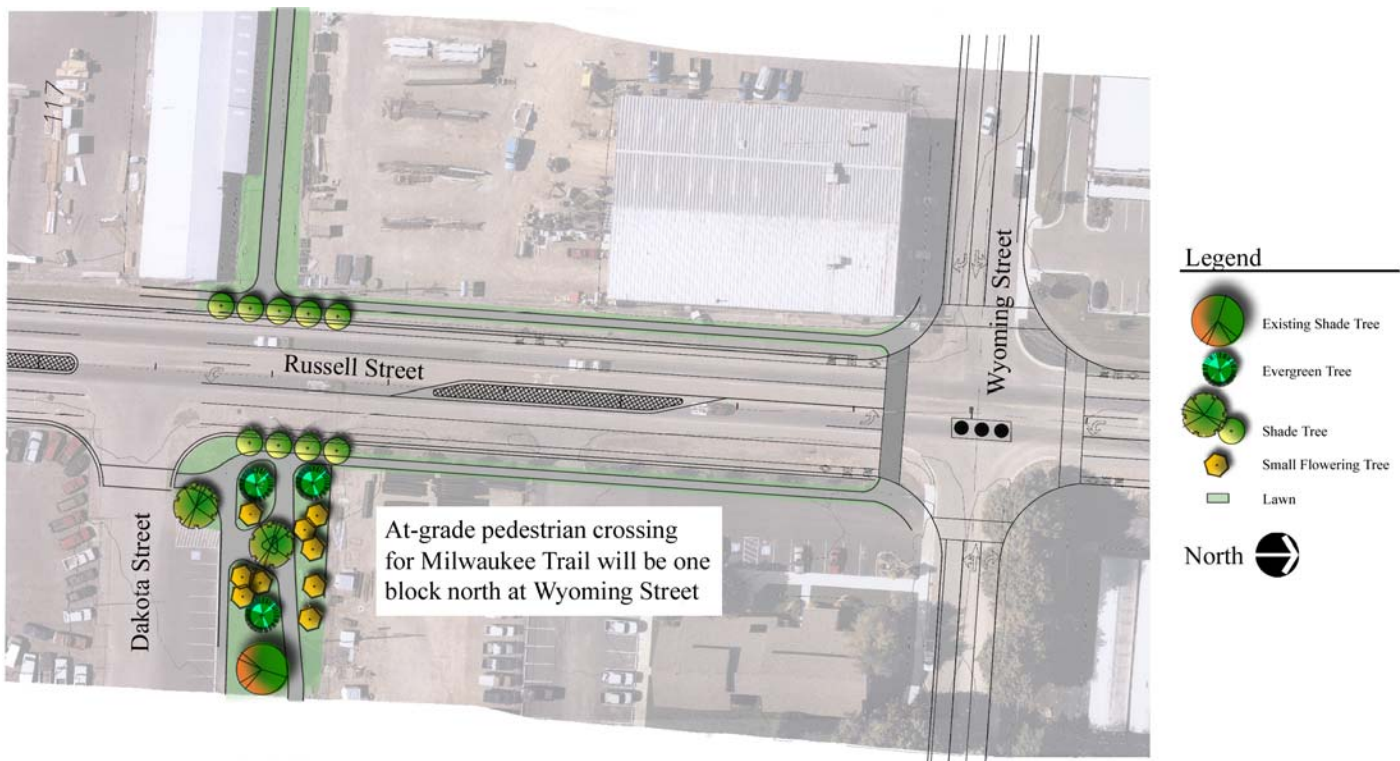 117
Russell Street
Wyoming Street
Dakota Street
At-grade pedestrian crossing
for Milwaukee Trail will be one
block north at Wyoming Street
Legend
Existing Shade Tree
Evergreen Tree
Shade Tree
Small Flowering Tree
Lawn
North